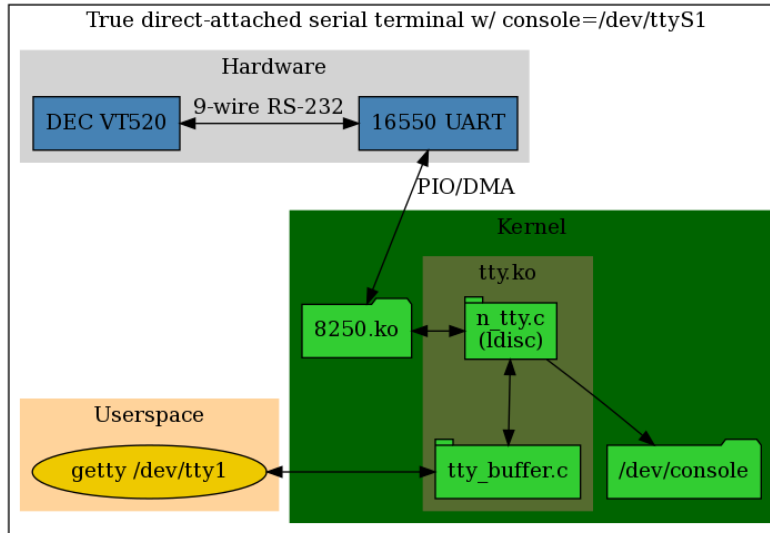 True direct-attached serial terminal w/ console=/dev/ttyS1
Hardware
DEC VT520
9-wire RS-232
16550 UART
PIO/DMA
Kernel
tty.ko
8250.ko
n_tty.c
(ldisc)
Userspace
getty /dev/tty1
tty_buffer.c
/dev/console